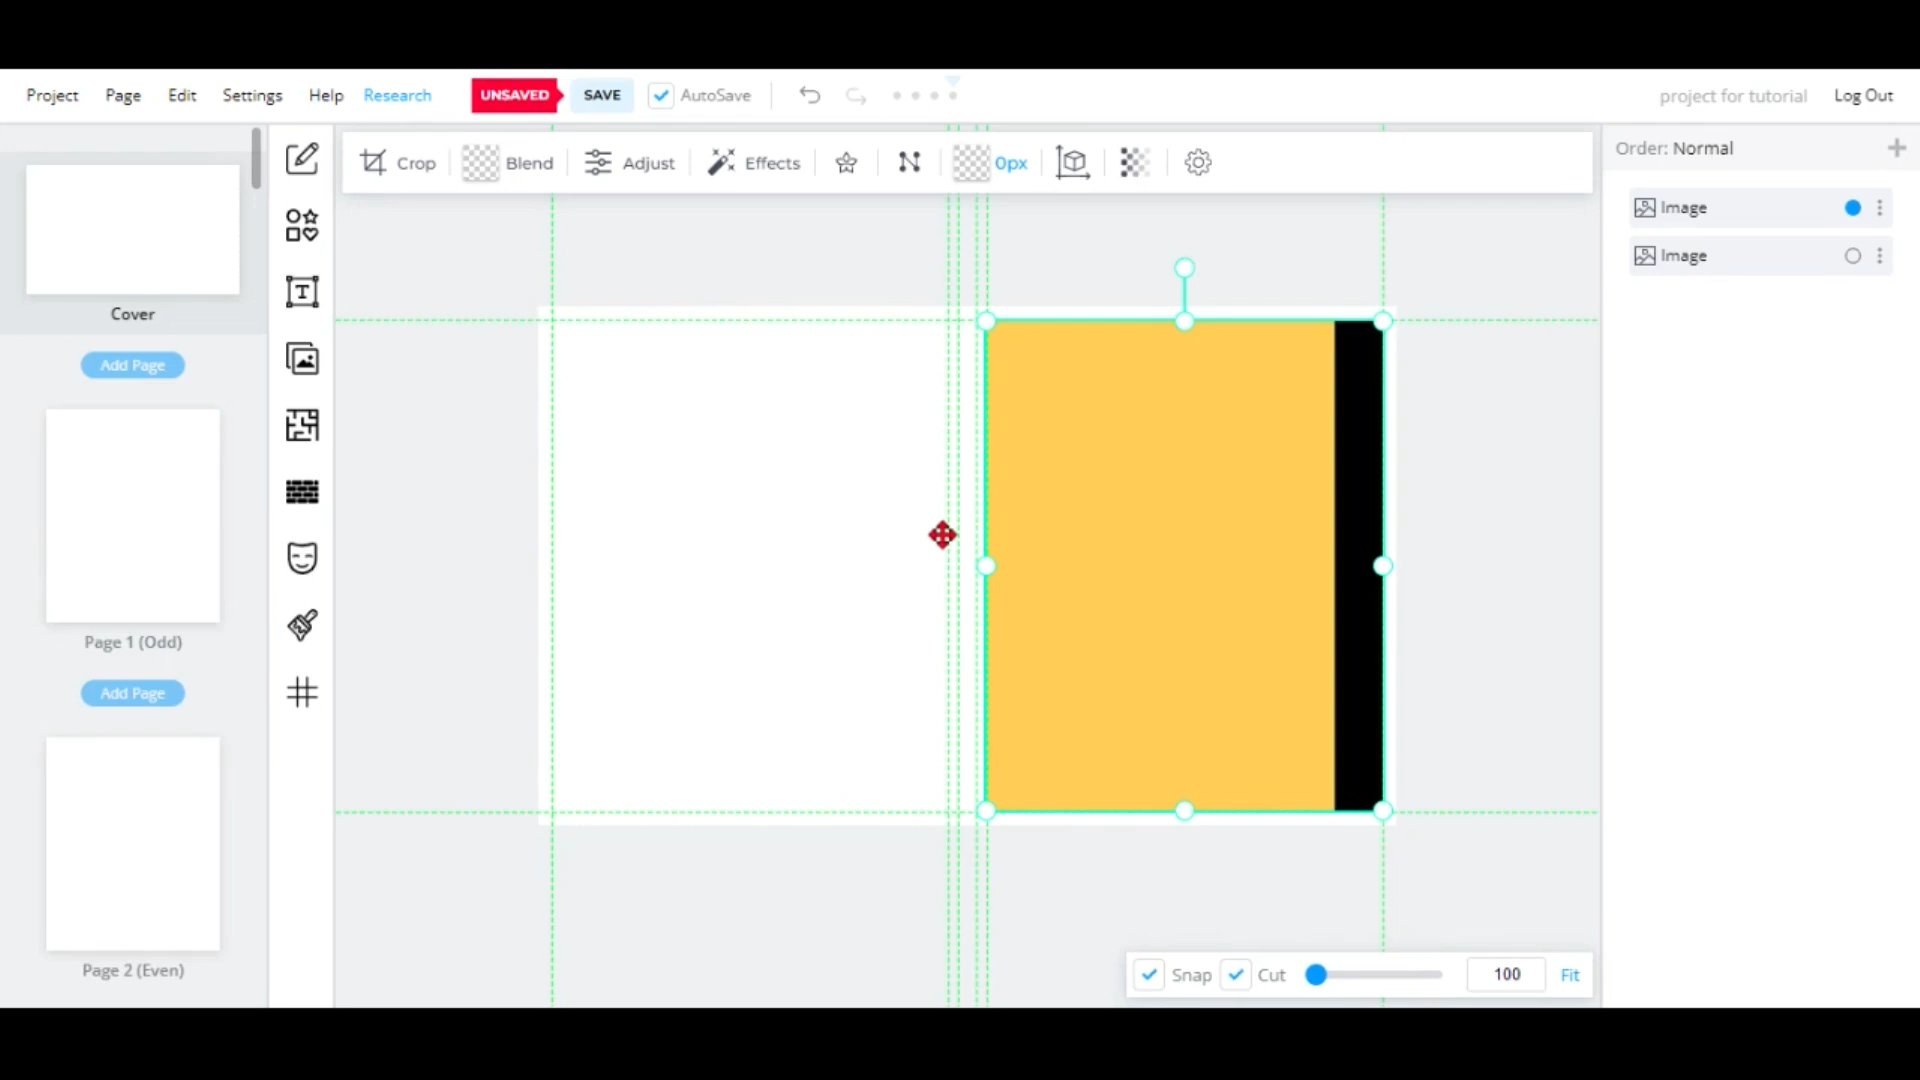 Project Page Edit Settings Help Research UNSAVED SAVE AutoSave project for tutorial Log Out
Crop Blend Adjust Effects 0px
Order: Normal
Image
Image
Cover
Add Page
Page 1 (Odd)
Add Page
Page 2 (Even)
Snap Cut 100 Fit